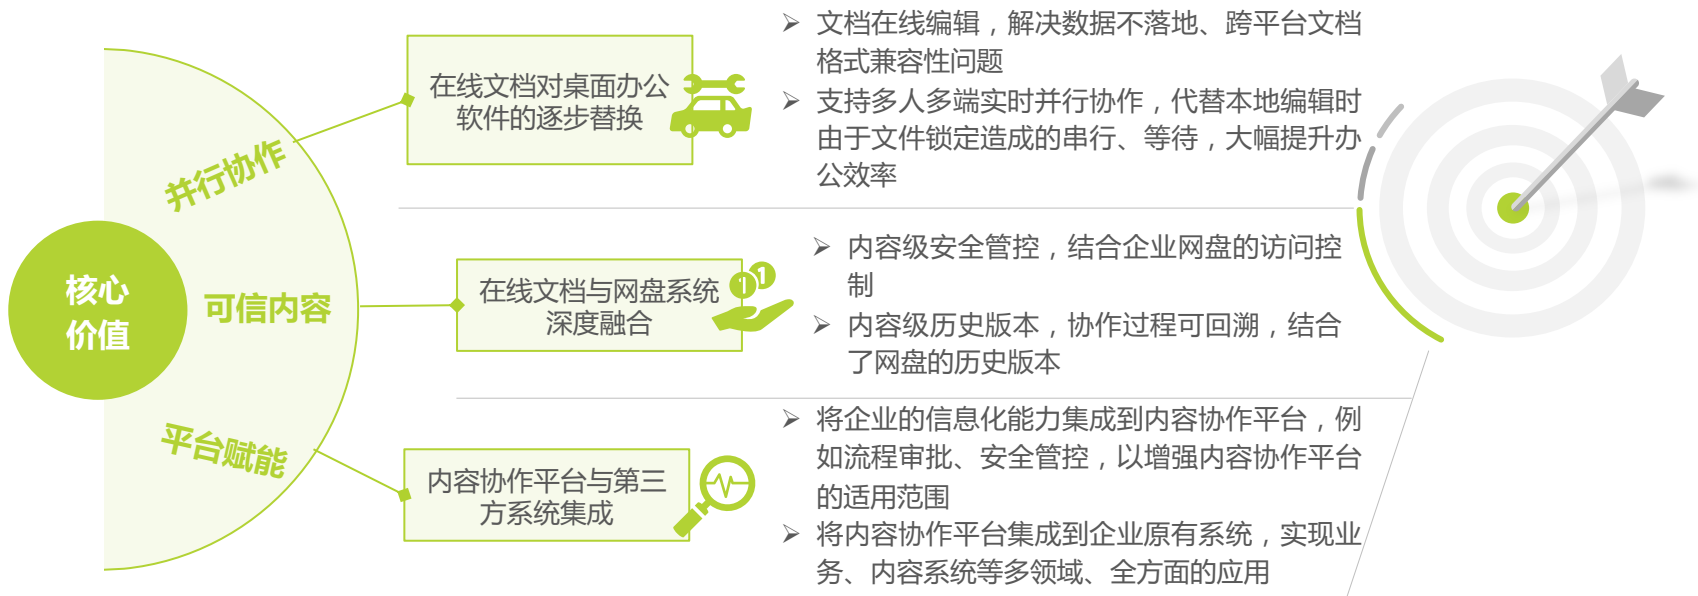 核心
价值
并行协作
在线文档对桌面办公
软件的逐步替换
文档在线编辑，解决数据不落地、跨平台文档
格式兼容性问题
支持多人多端实时并行协作，代替本地编辑时
由于文件锁定造成的串行、等待，大幅提升办
公效率
可信内容
在线文档与网盘系统
深度融合
1
1
内容级安全管控，结合企业网盘的访问控
制
内容级历史版本，协作过程可回溯，结合
了网盘的历史版本
平台赋能
内容协作平台与第三
方系统集成
将企业的信息化能力集成到内容协作平台，例
如流程审批、安全管控，以增强内容协作平台
的适用范围
将内容协作平台集成到企业原有系统，实现业
务、内容系统等多领域、全方面的应用